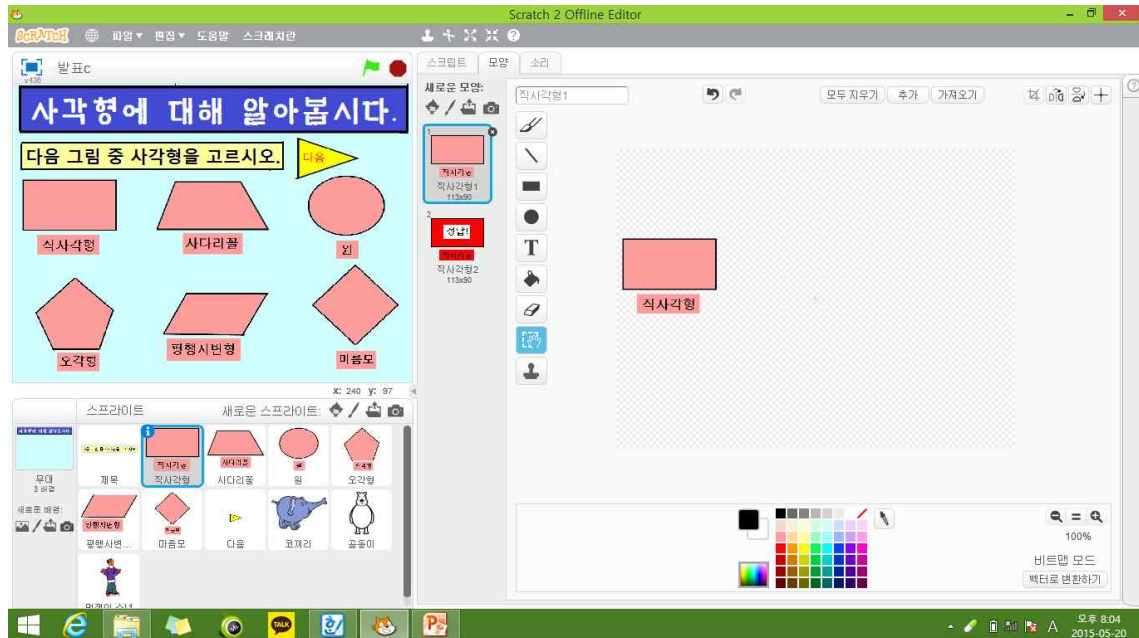 Scratch 2 Offline Editor
SCRATCH 파일▼ 편집▼ 도움말 스크래치란
발표c
v438
사각형에 대해 알아봅시다.
다음 그림 중 사각형을 고르시오.
다음
직사각형
사다리꼴
원
오각형
평행사변형
마름모
x: 240 y: 97
스프라이트
새로운 스프라이트:
무대
3 배경
새로운 배경:
제목
직사각형
사다리꼴
원
오각형
평행사변...
마름모
다음
코끼리
곰돌이
스크립트
모양
소리
새로운 모양:
1
직사각형1
113x90
2
정답!
직사각형2
113x90
직사각형1
모두 지우기
추가
가져오기
T
직사각형
100%
비트맵 모드
벡터로 변환하기
TALK
A
오후 8:04
2015-05-20